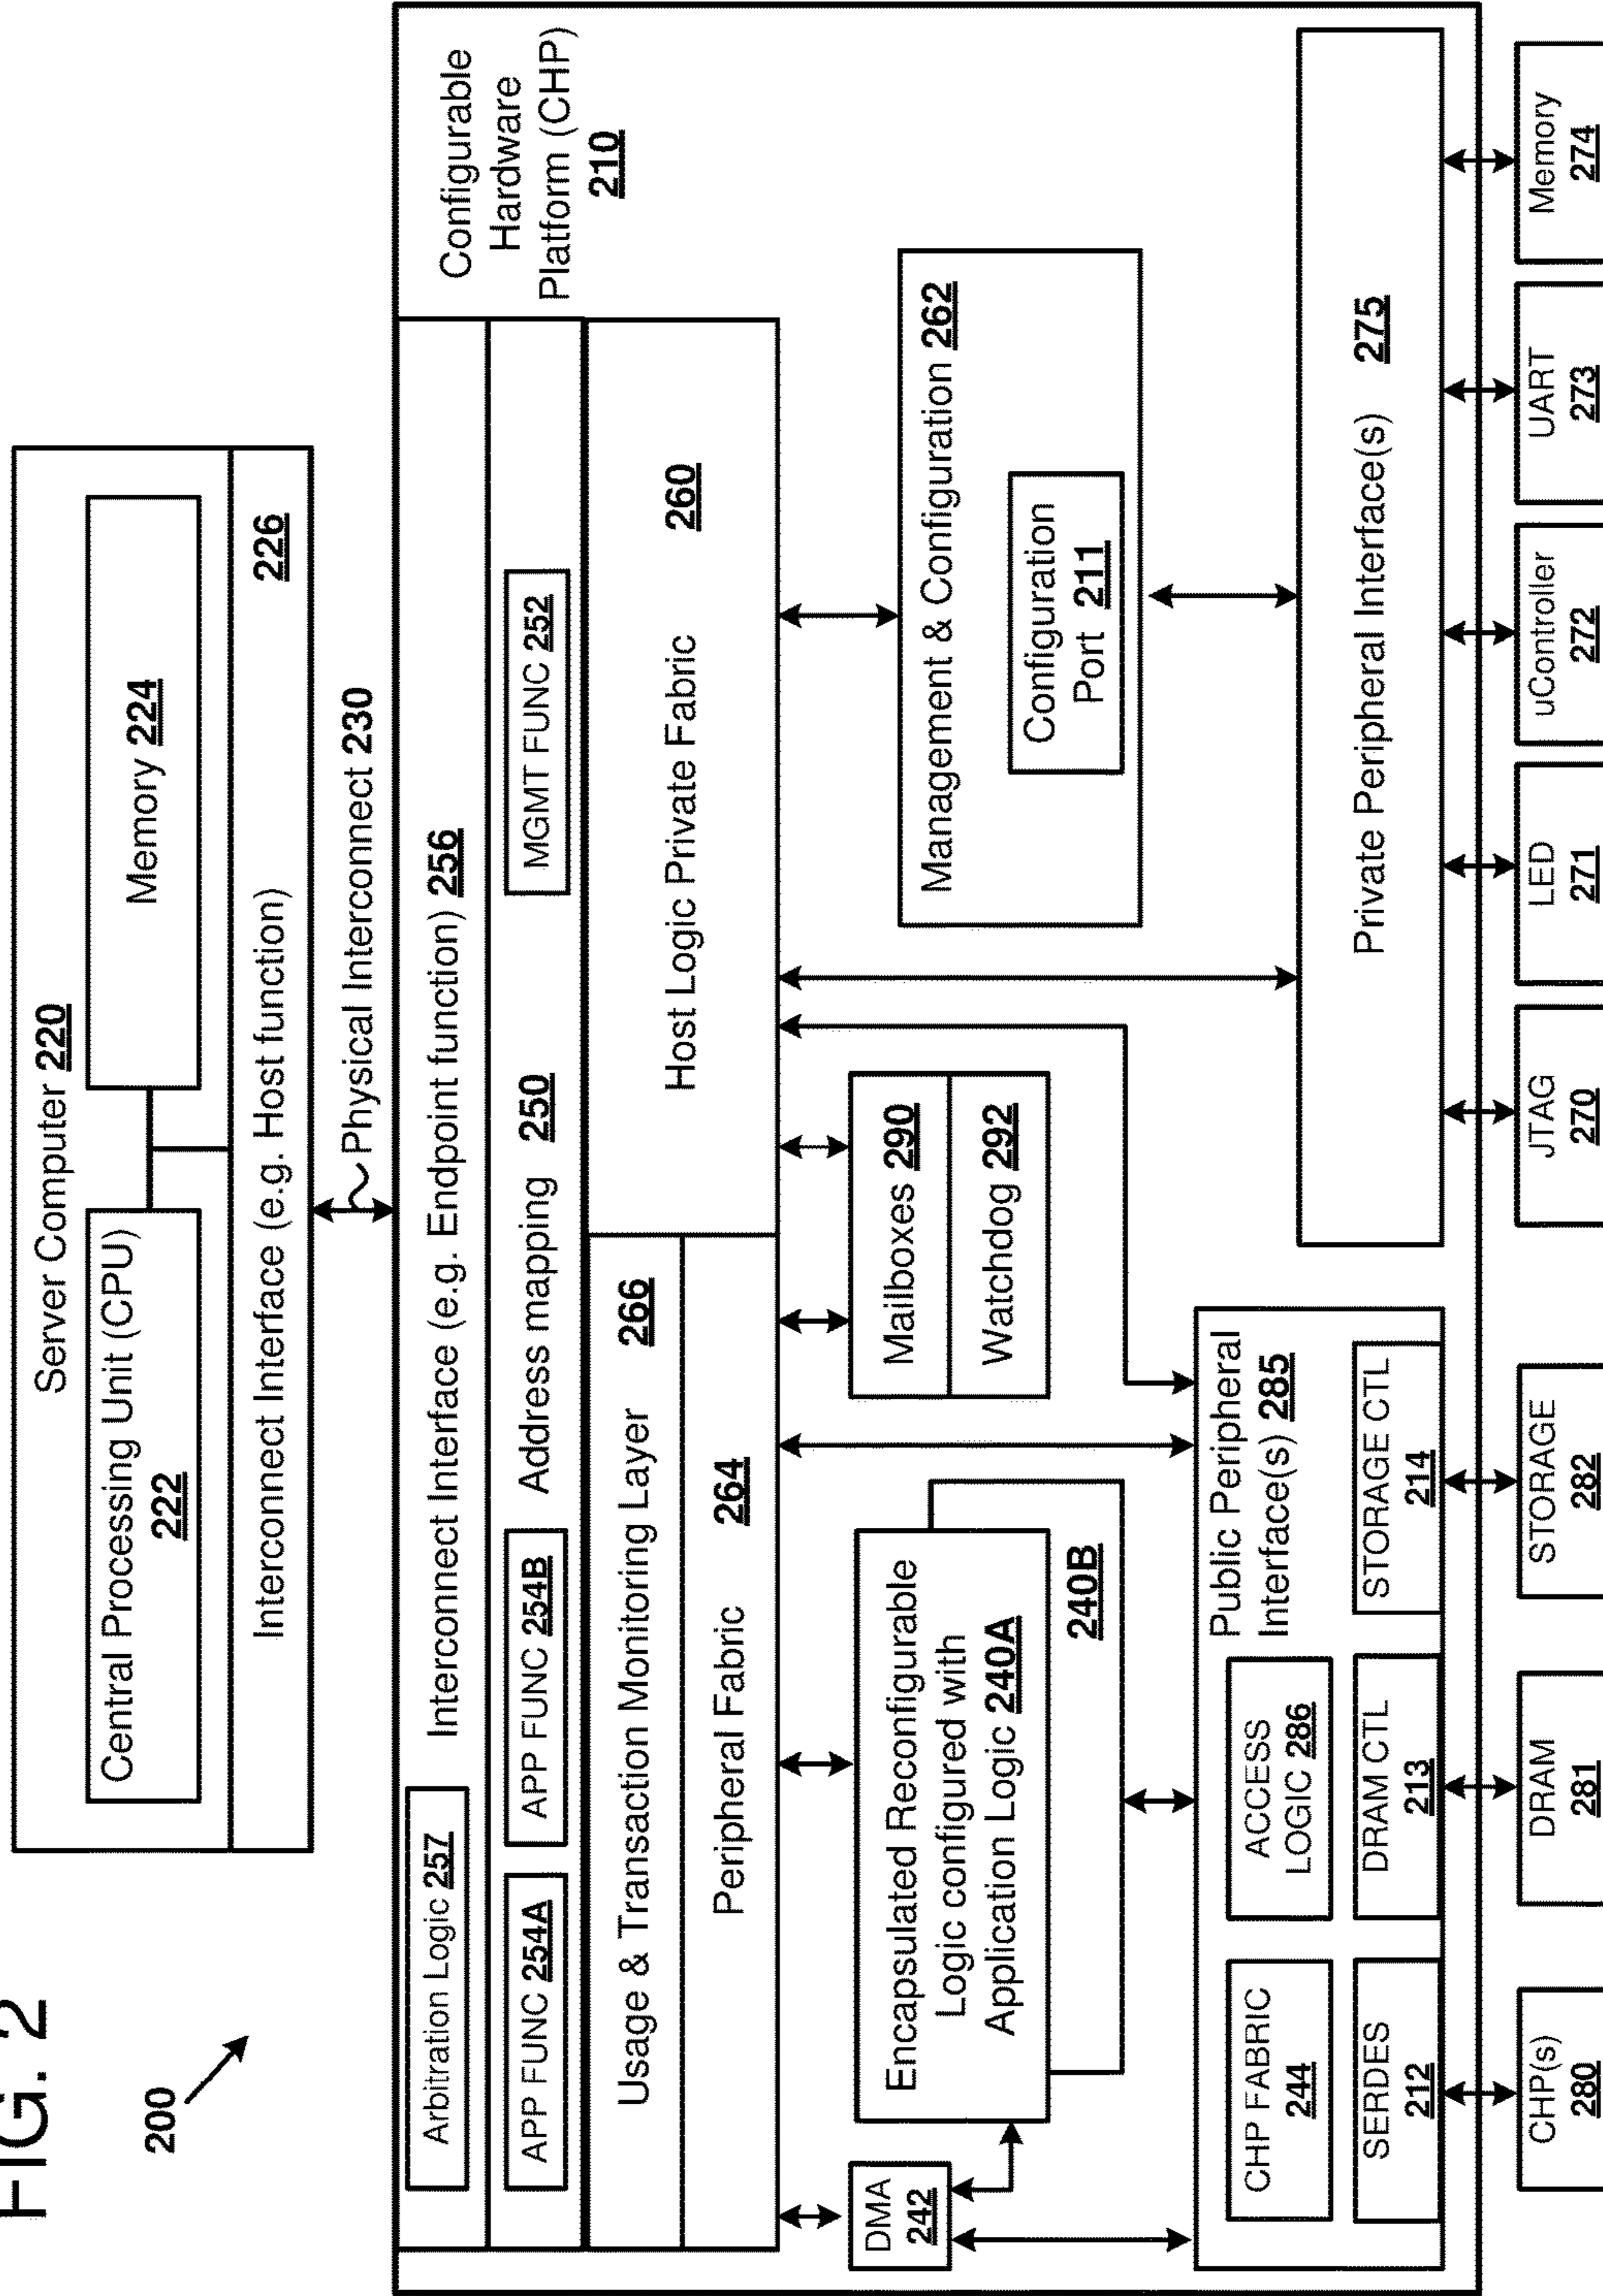 FIG. 2
200
Server Computer 220
Central Processing Unit (CPU)
222
Memory 224
Interconnect Interface (e.g. Host function) 226
Physical Interconnect 230
Configurable
Hardware
Platform (CHP)
210
Arbitration Logic 257
Interconnect Interface (e.g. Endpoint function) 256
APP FUNC 254A
APP FUNC 254B
Address mapping 250
MGMT FUNC 252
Usage & Transaction Monitoring Layer 266
Peripheral Fabric 264
Host Logic Private Fabric 260
DMA
242
Encapsulated Reconfigurable
Logic configured with
Application Logic 240A
240B
Mailboxes 290
Watchdog 292
Management & Configuration 262
Configuration
Port 211
Public Peripheral
Interface(s) 285
CHP FABRIC
244
ACCESS
LOGIC 286
SERDES
212
DRAM CTL
213
STORAGE CTL
214
Private Peripheral Interface(s) 275
CHP(s)
280
DRAM
281
STORAGE
282
JTAG
270
LED
271
uController
272
UART
273
Memory
274